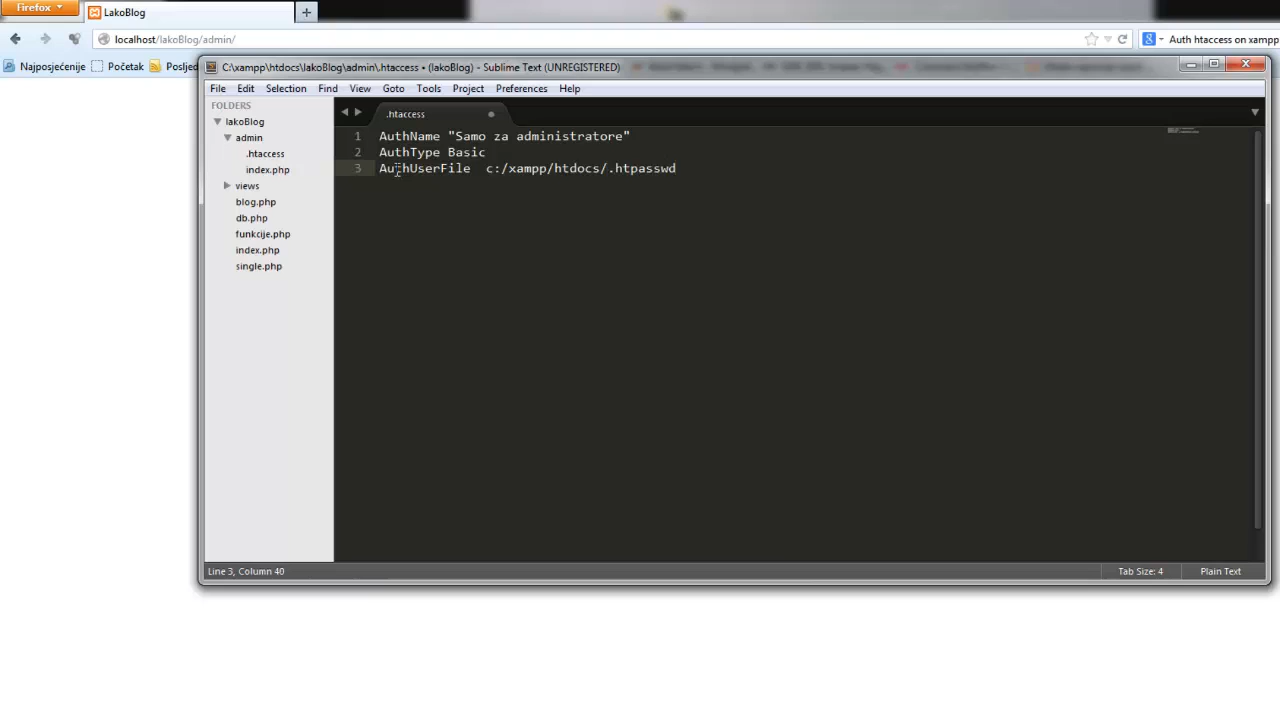 Firefox
LakoBlog
localhost/lakoBlog/admin/
Auth htaccess on xampp
Najposjećenije
Početak
Posljed
C:\xampp\htdocs\lakoBlog\admin\.htaccess • (lakoBlog) - Sublime Text (UNREGISTERED)
File Edit Selection Find View Goto Tools Project Preferences Help
FOLDERS
lakoBlog
admin
.htaccess
index.php
views
blog.php
db.php
funkcije.php
index.php
single.php
.htaccess
1 AuthName "Samo za administratore"
2 AuthType Basic
3 AuthUserFile  c:/xampp/htdocs/.htpasswd
Line 3, Column 40
Tab Size: 4
Plain Text